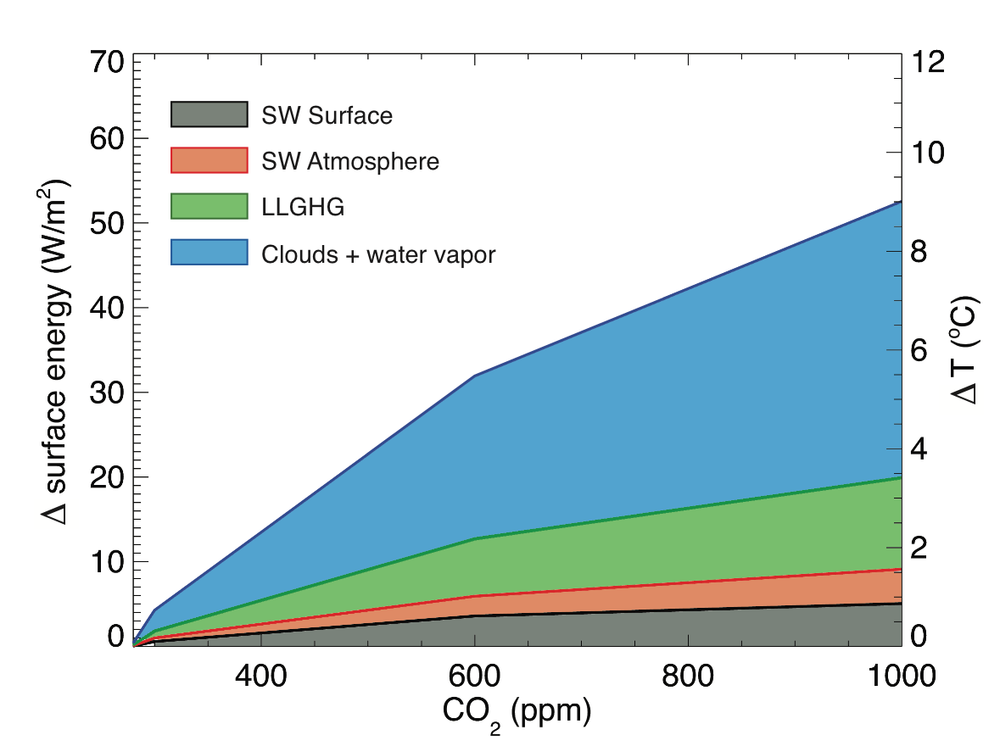 70
60
50
40
30
20
10
0
Δ surface energy (W/m²)
SW Surface
SW Atmosphere
LLGHG
Clouds + water vapor
12
10
8
6
4
2
0
Δ T (°C)
400
600
800
1000
CO₂ (ppm)